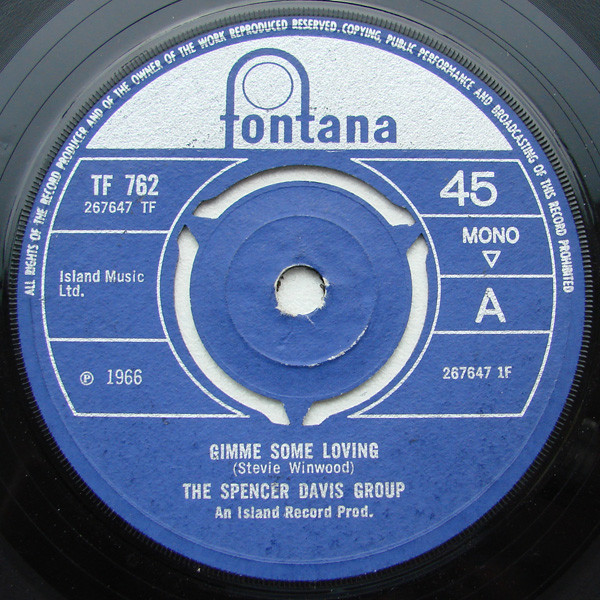 ALL RIGHTS OF THE RECORD PRODUCER AND OF THE OWNER OF THE WORK REPRODUCED RESERVED. COPYING, PUBLIC PERFORMANCE AND BROADCASTING OF THIS RECORD PROHIBITED
fontana
TF 762
267647 TF
45
MONO
Island Music
Ltd.
A
℗ 1966
267647 1F
GIMME SOME LOVING
(Stevie Winwood)
THE SPENCER DAVIS GROUP
An Island Record Prod.